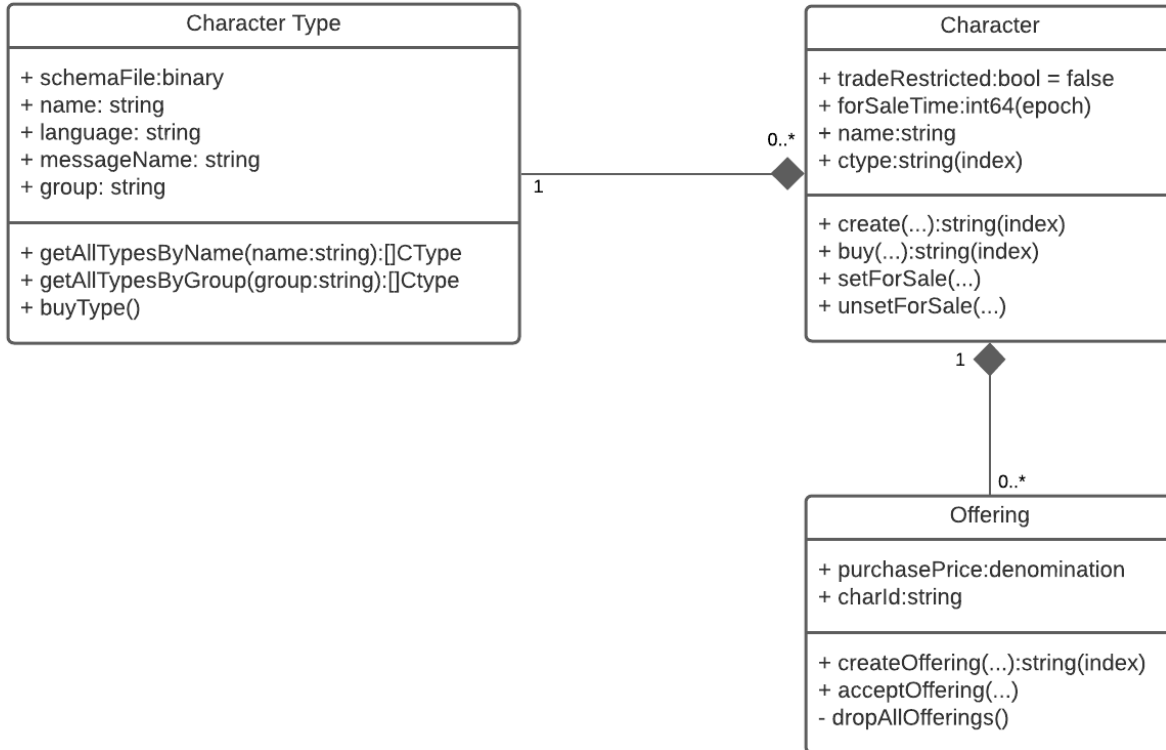 Character Type
+ schemaFile:binary
+ name: string
+ language: string
+ messageName: string
+ group: string
+ getAllTypesByName(name:string):[]CType
+ getAllTypesByGroup(group:string):[]Ctype
+ buyType()
1
0..*
Character
+ tradeRestricted:bool = false
+ forSaleTime:int64(epoch)
+ name:string
+ ctype:string(index)
+ create(...):string(index)
+ buy(...):string(index)
+ setForSale(...)
+ unsetForSale(...)
1
0..*
Offering
+ purchasePrice:denomination
+ charId:string
+ createOffering(...):string(index)
+ acceptOffering(...)
- dropAllOfferings()